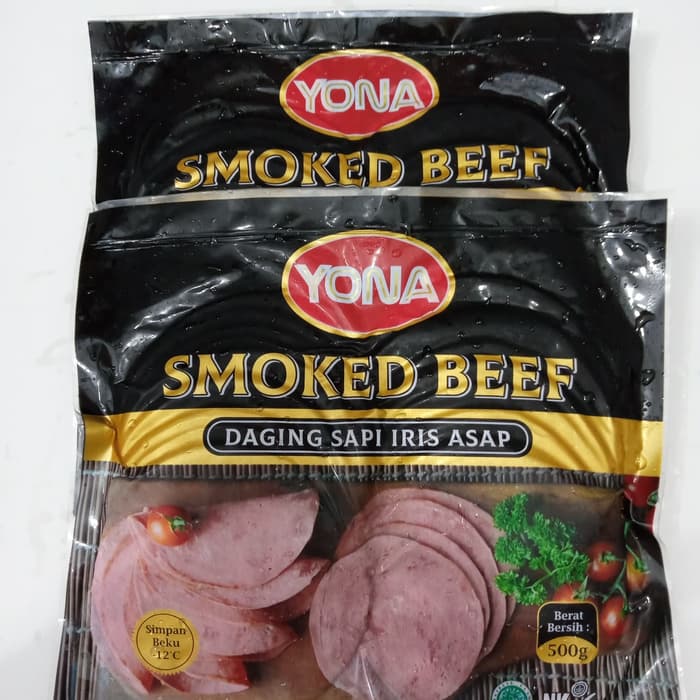 YONA
SMOKED BEEF
YONA
SMOKED BEEF
DAGING SAPI IRIS ASAP
Simpan
Beku
-12°C
Berat
Bersih :
500g